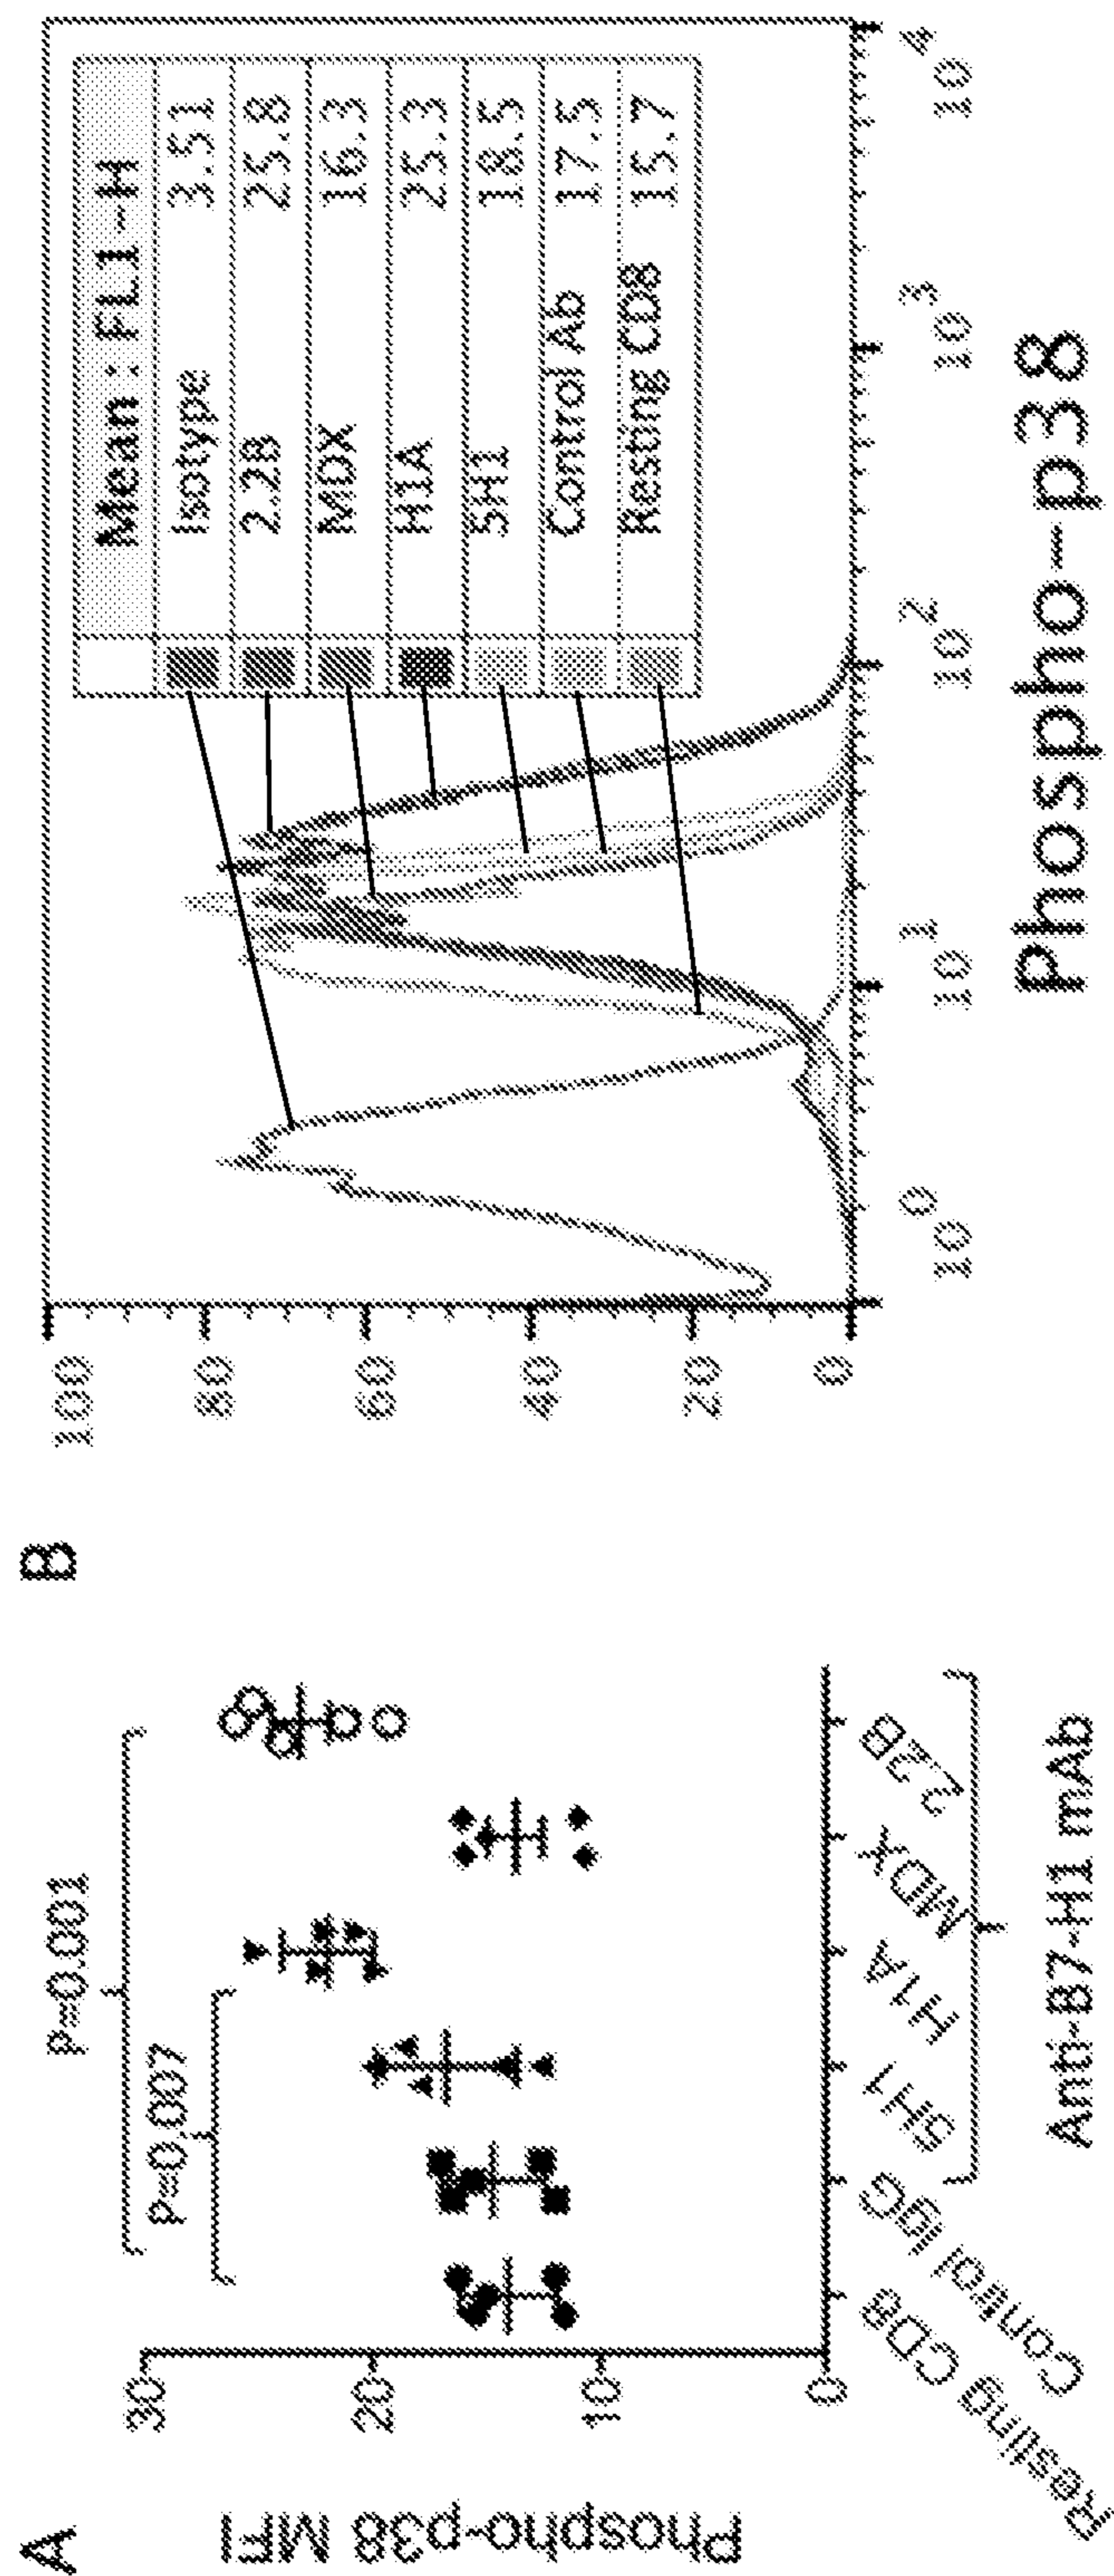 A
Phospho-p38 MFI
30
20
10
0
P=0.001
P=0.007
Resting CD8
Control IgG
5H1
H1A
MDX
2.2B
Anti-B7-H1 mAb
B
100
80
60
40
20
0
10^0
10^1
10^2
10^3
10^4
Phospho-p38
Mean : FL1-H
Isotype 3.51
2.2B 25.8
MDX 16.3
H1A 25.3
5H1 18.5
Control Ab 17.5
Resting CD8 15.7